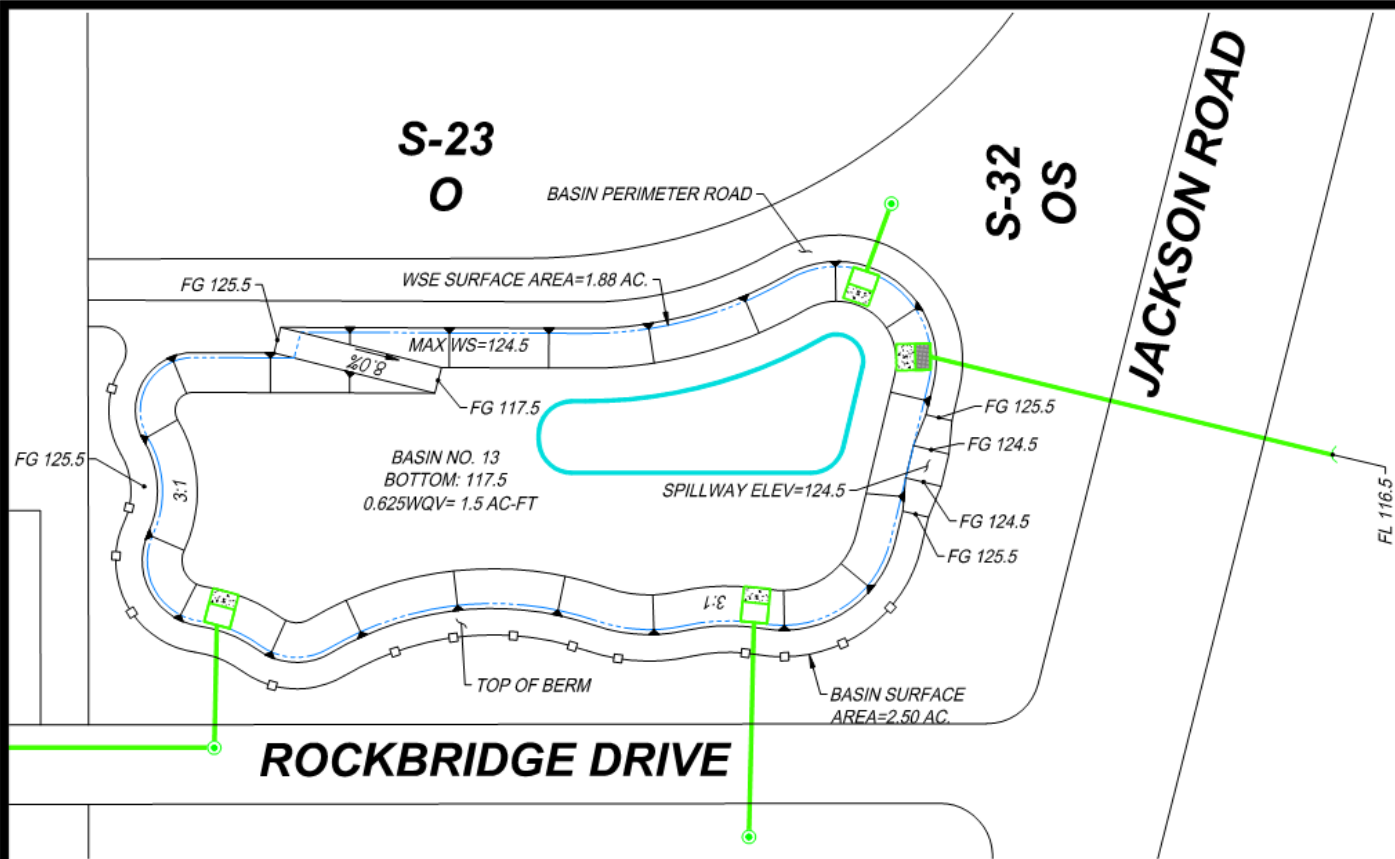 S-23
O
S-32
OS
JACKSON ROAD
BASIN PERIMETER ROAD
WSE SURFACE AREA=1.88 AC.
FG 125.5
MAX WS=124.5
8.0%
FG 117.5
FG 125.5
3:1
BASIN NO. 13
BOTTOM: 117.5
0.625WQV= 1.5 AC-FT
SPILLWAY ELEV=124.5
FG 125.5
FG 124.5
FG 124.5
FG 125.5
FL 116.5
3:1
TOP OF BERM
BASIN SURFACE
AREA=2.50 AC.
ROCKBRIDGE DRIVE